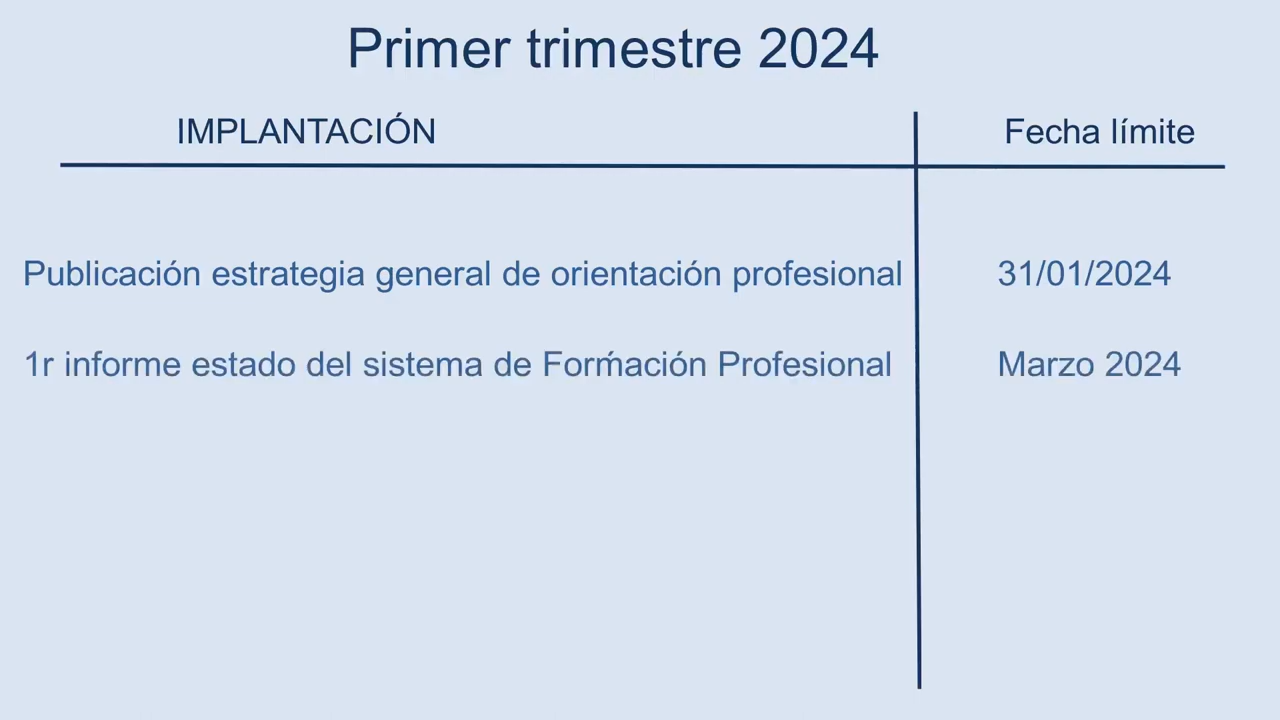 Primer trimestre 2024
IMPLANTACIÓN Fecha límite
Publicación estrategia general de orientación profesional 31/01/2024
1r informe estado del sistema de Forḿación Profesional Marzo 2024